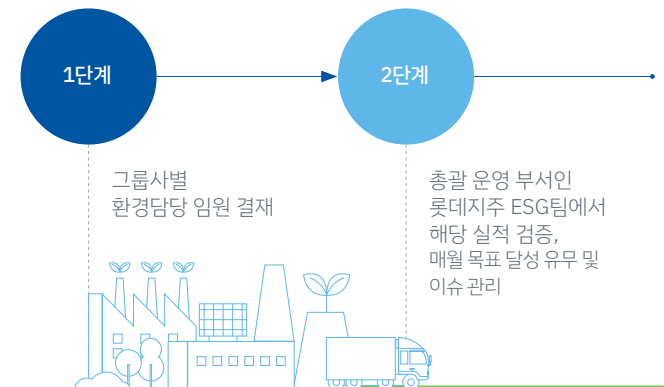 1단계
그룹사별
환경담당 임원 결재
2단계
총괄 운영 부서인
롯데지주 ESG팀에서
해당 실적 검증,
매월 목표 달성 유무 및
이슈 관리